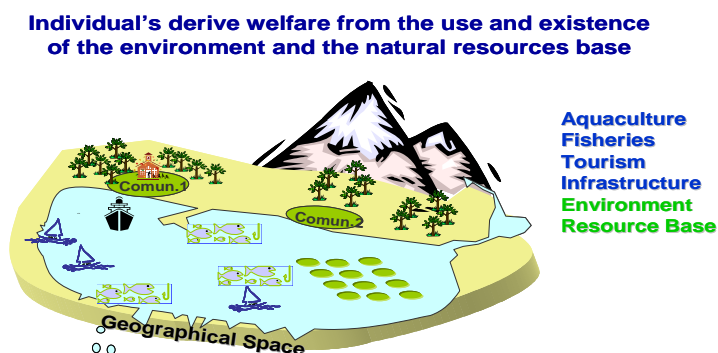 Individual's derive welfare from the use and existence
of the environment and the natural resources base
Aquaculture
Fisheries
Tourism
Infrastructure
Environment
Resource Base
Comun.1
Comun.2
Geographical Space